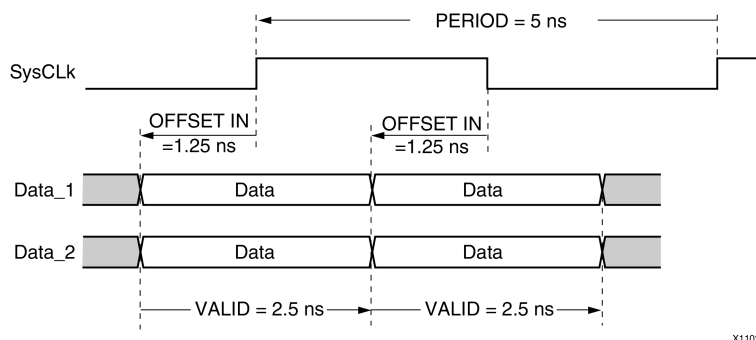 PERIOD = 5 ns
SysCLk
OFFSET IN
=1.25 ns
OFFSET IN
=1.25 ns
Data_1
Data
Data
Data_2
Data
Data
VALID = 2.5 ns
VALID = 2.5 ns